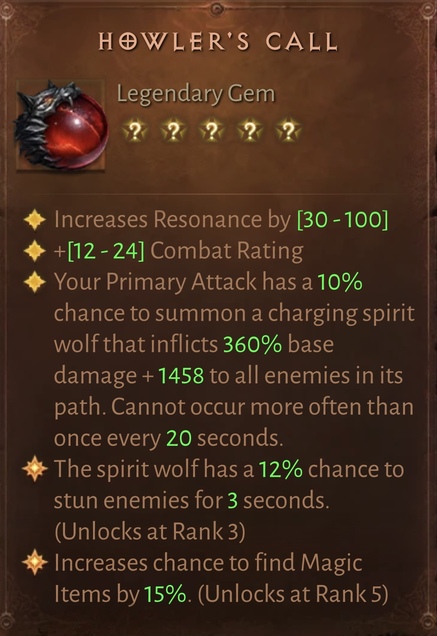 HOWLER'S CALL
Legendary Gem
? ? ? ? ?
Increases Resonance by [30 - 100]
+[12 - 24] Combat Rating
Your Primary Attack has a 10%
chance to summon a charging spirit
wolf that inflicts 360% base
damage + 1458 to all enemies in its
path. Cannot occur more often than
once every 20 seconds.
The spirit wolf has a 12% chance to
stun enemies for 3 seconds.
(Unlocks at Rank 3)
Increases chance to find Magic
Items by 15%. (Unlocks at Rank 5)